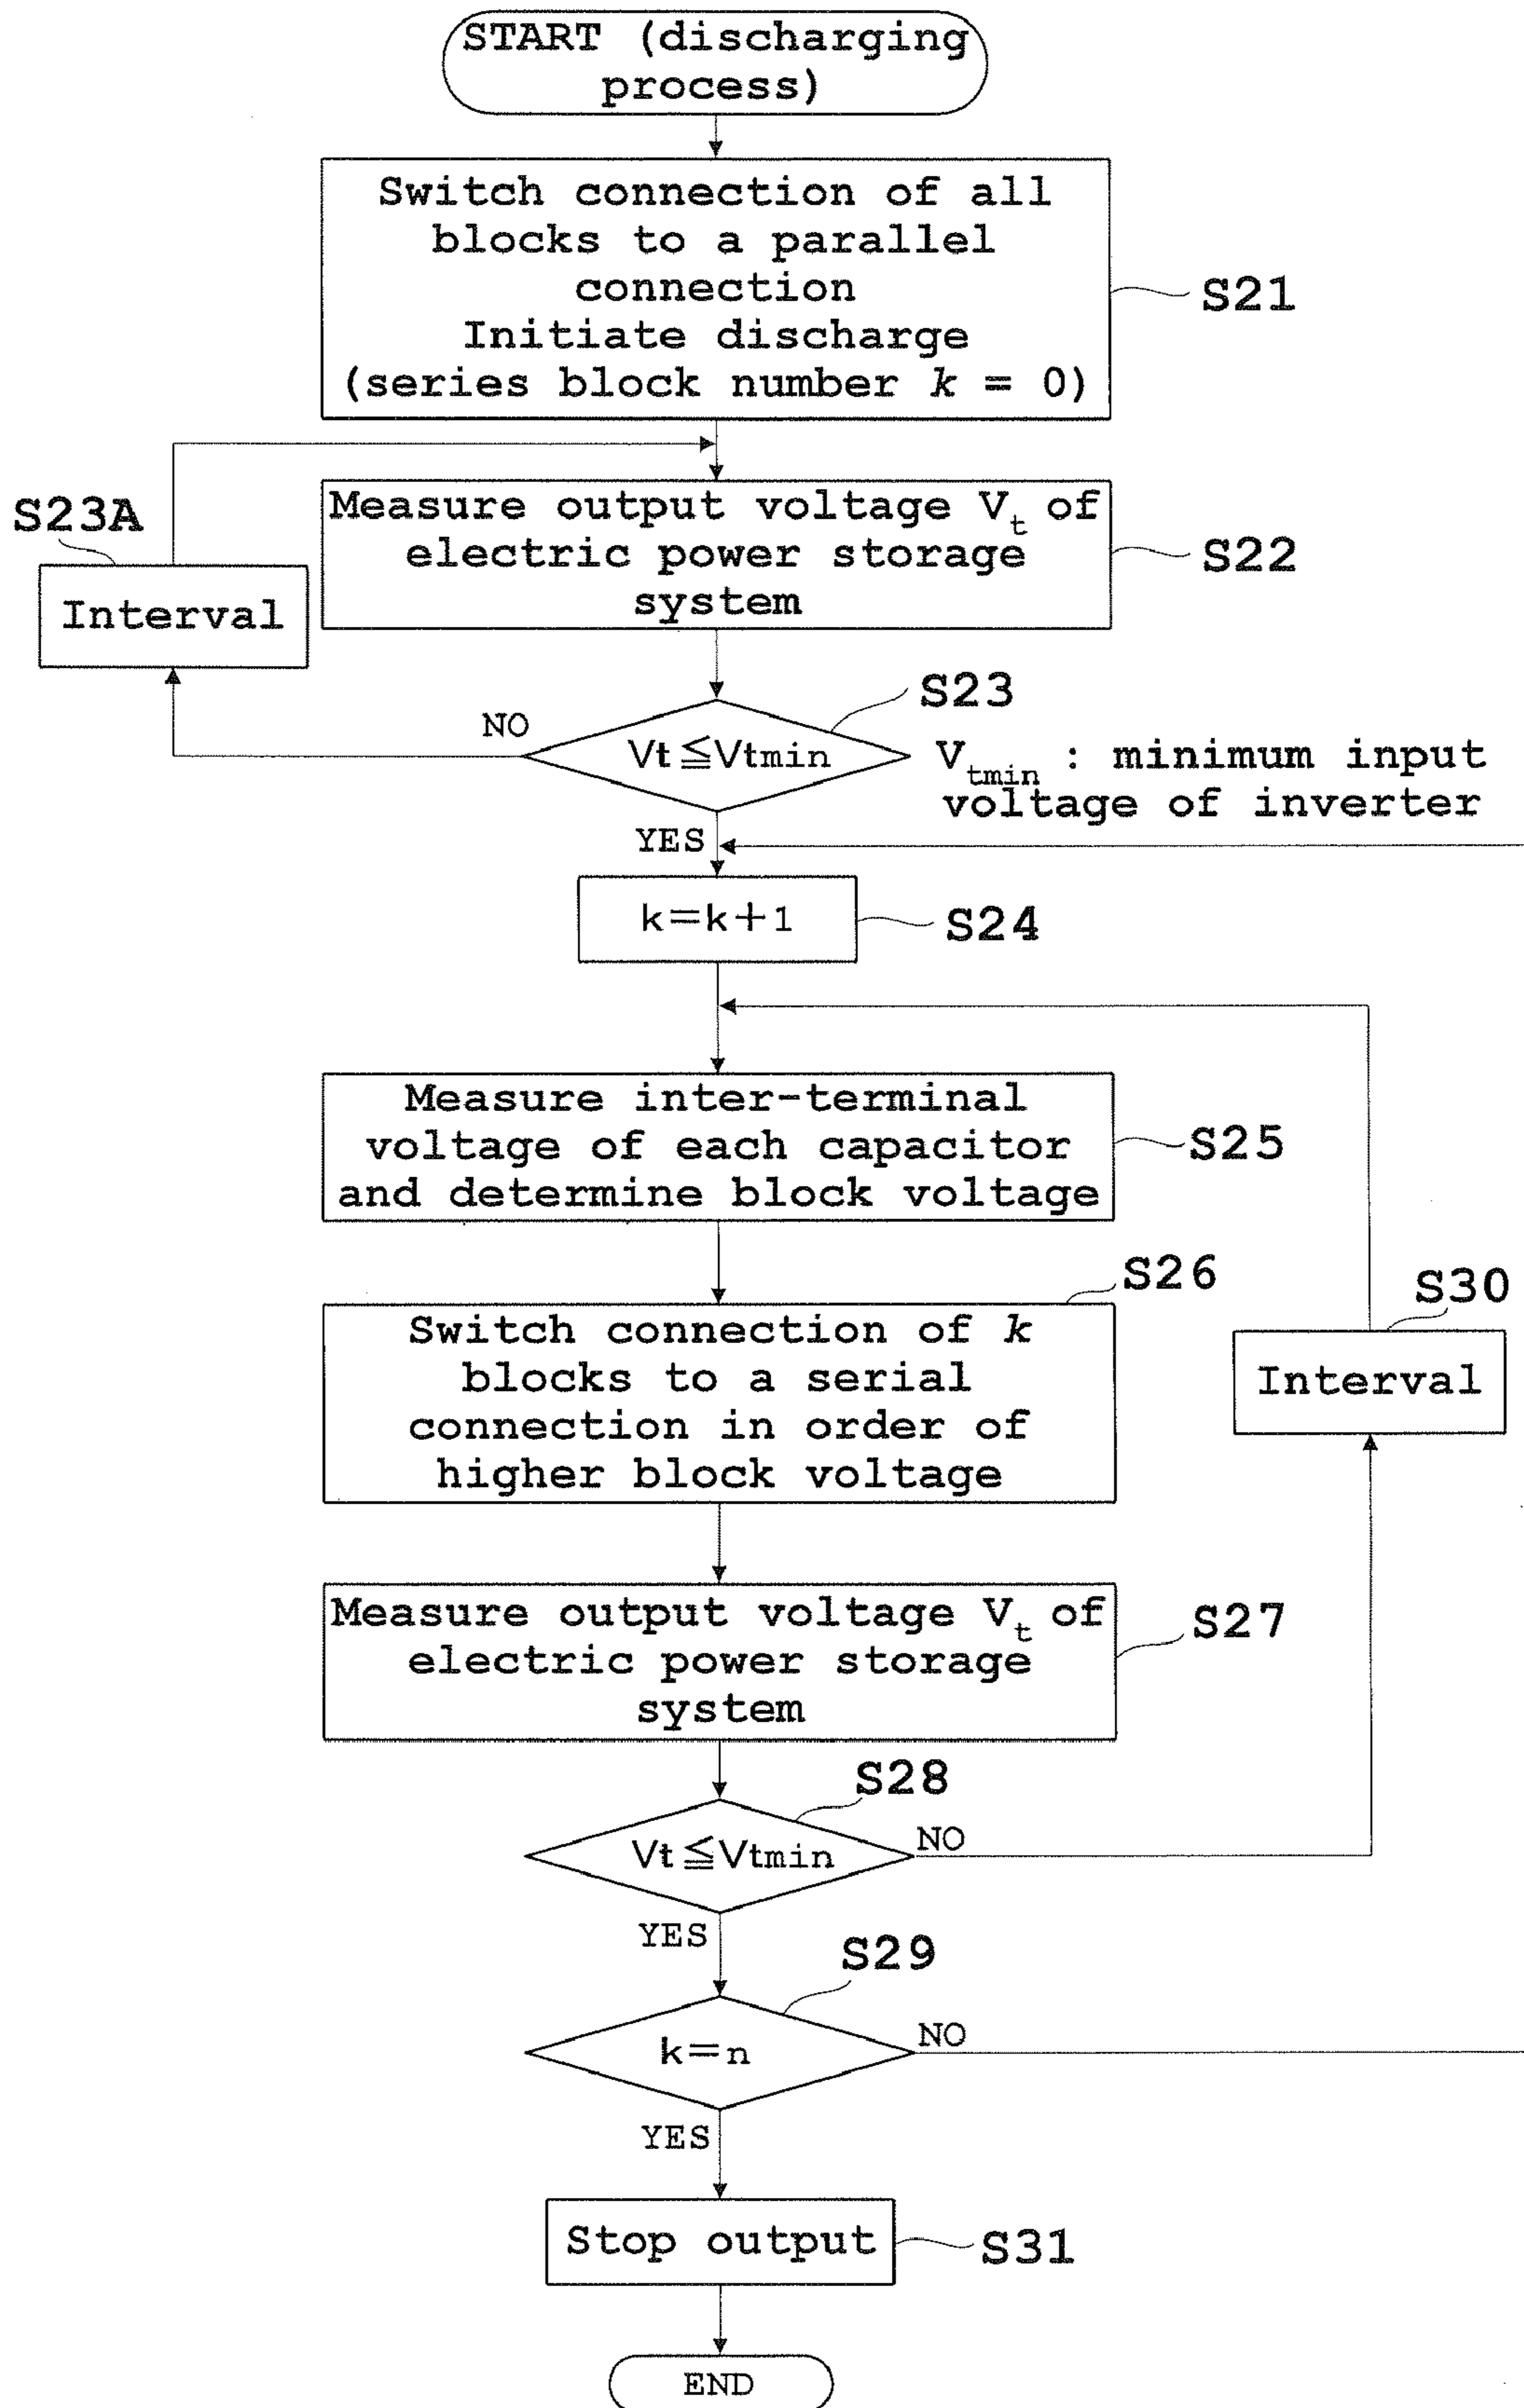 START (discharging
process)
Switch connection of all
blocks to a parallel
connection
Initiate discharge
(series block number k = 0)
S21
S23A
Interval
Measure output voltage Vt of
electric power storage
system
S22
S23
NO
Vt≦Vtmin
Vtmin : minimum input
voltage of inverter
YES
k=k+1
S24
Measure inter-terminal
voltage of each capacitor
and determine block voltage
S25
S26
Switch connection of k
blocks to a serial
connection in order of
higher block voltage
S30
Interval
Measure output voltage Vt of
electric power storage
system
S27
S28
Vt≦Vtmin
NO
YES
S29
k=n
NO
YES
Stop output
S31
END